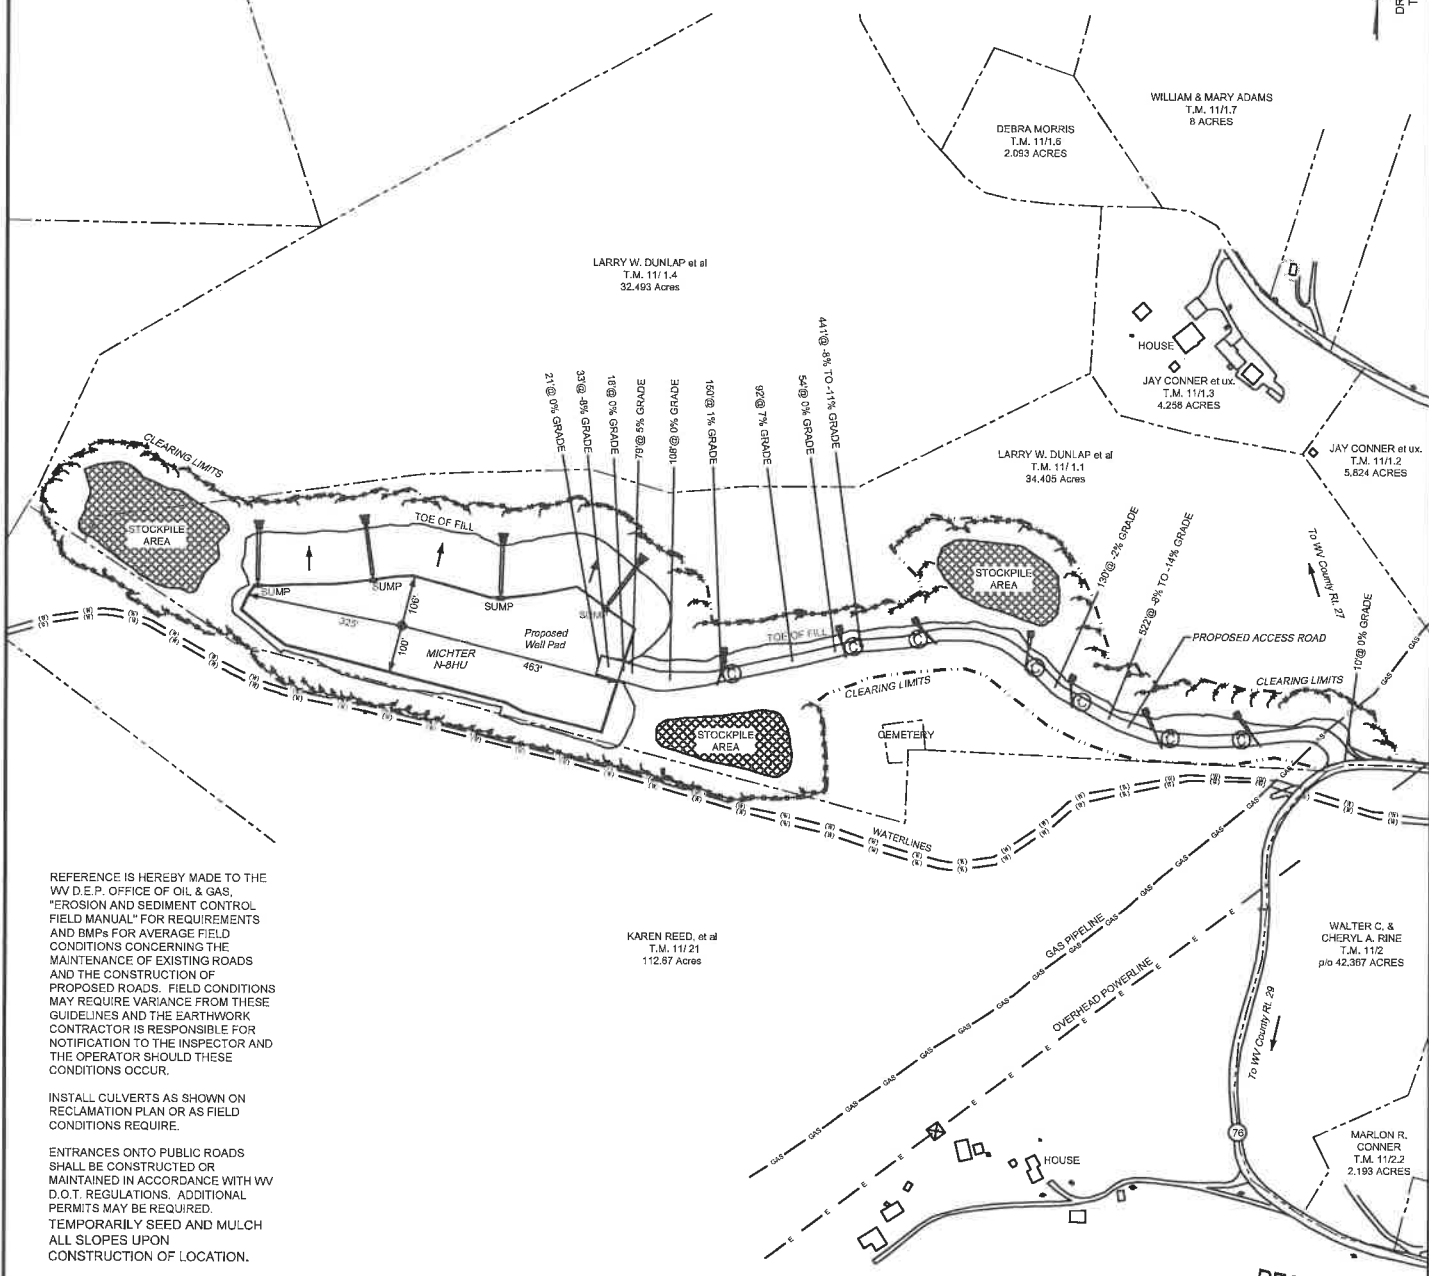 DR
T
WILLIAM & MARY ADAMS
T.M. 11/1.7
8 ACRES
DEBRA MORRIS
T.M. 11/1.6
2.093 ACRES
LARRY W. DUNLAP et al
T.M. 11/ 1.4
32.493 Acres
HOUSE
JAY CONNER et ux.
T.M. 11/1.3
4.256 ACRES
JAY CONNER et ux.
T.M. 11/1.2
5.824 ACRES
LARRY W. DUNLAP et al
T.M. 11/ 1.1
34.405 Acres
21'@ 0% GRADE
33'@ -8% GRADE
18'@ 0% GRADE
79'@ 5% GRADE
108'@ 0% GRADE
150'@ 1% GRADE
92'@ 7% GRADE
54'@ 0% GRADE
441'@ -8% TO -11% GRADE
130'@ -2% GRADE
522'@ -8% TO -14% GRADE
10'@ 0% GRADE
To WV County Rt. 27
PROPOSED ACCESS ROAD
CLEARING LIMITS
STOCKPILE
AREA
TOE OF FILL
SUMP
SUMP
SUMP
SUMP
325'
106'
100'
463'
MICHTER
N-8HU
Proposed
Well Pad
TOE OF FILL
C
C
C
C
C
C
C
STOCKPILE
AREA
CLEARING LIMITS
CLEARING LIMITS
STOCKPILE
AREA
CEMETERY
WATERLINES
GAS PIPELINE
OVERHEAD POWERLINE
KAREN REED, et al
T.M. 11/ 21
112.67 Acres
WALTER C. &
CHERYL A. RINE
T.M. 11/2
p/o 42.367 ACRES
To WV County Rt. 29
76
MARLON R.
CONNER
T.M. 11/2.2
2.193 ACRES
HOUSE
REFERENCE IS HEREBY MADE TO THE
WV D.E.P. OFFICE OF OIL & GAS,
"EROSION AND SEDIMENT CONTROL
FIELD MANUAL" FOR REQUIREMENTS
AND BMPs FOR AVERAGE FIELD
CONDITIONS CONCERNING THE
MAINTENANCE OF EXISTING ROADS
AND THE CONSTRUCTION OF
PROPOSED ROADS. FIELD CONDITIONS
MAY REQUIRE VARIANCE FROM THESE
GUIDELINES AND THE EARTHWORK
CONTRACTOR IS RESPONSIBLE FOR
NOTIFICATION TO THE INSPECTOR AND
THE OPERATOR SHOULD THESE
CONDITIONS OCCUR.
INSTALL CULVERTS AS SHOWN ON
RECLAMATION PLAN OR AS FIELD
CONDITIONS REQUIRE.
ENTRANCES ONTO PUBLIC ROADS
SHALL BE CONSTRUCTED OR
MAINTAINED IN ACCORDANCE WITH WV
D.O.T. REGULATIONS. ADDITIONAL
PERMITS MAY BE REQUIRED.
TEMPORARILY SEED AND MULCH
ALL SLOPES UPON
CONSTRUCTION OF LOCATION.